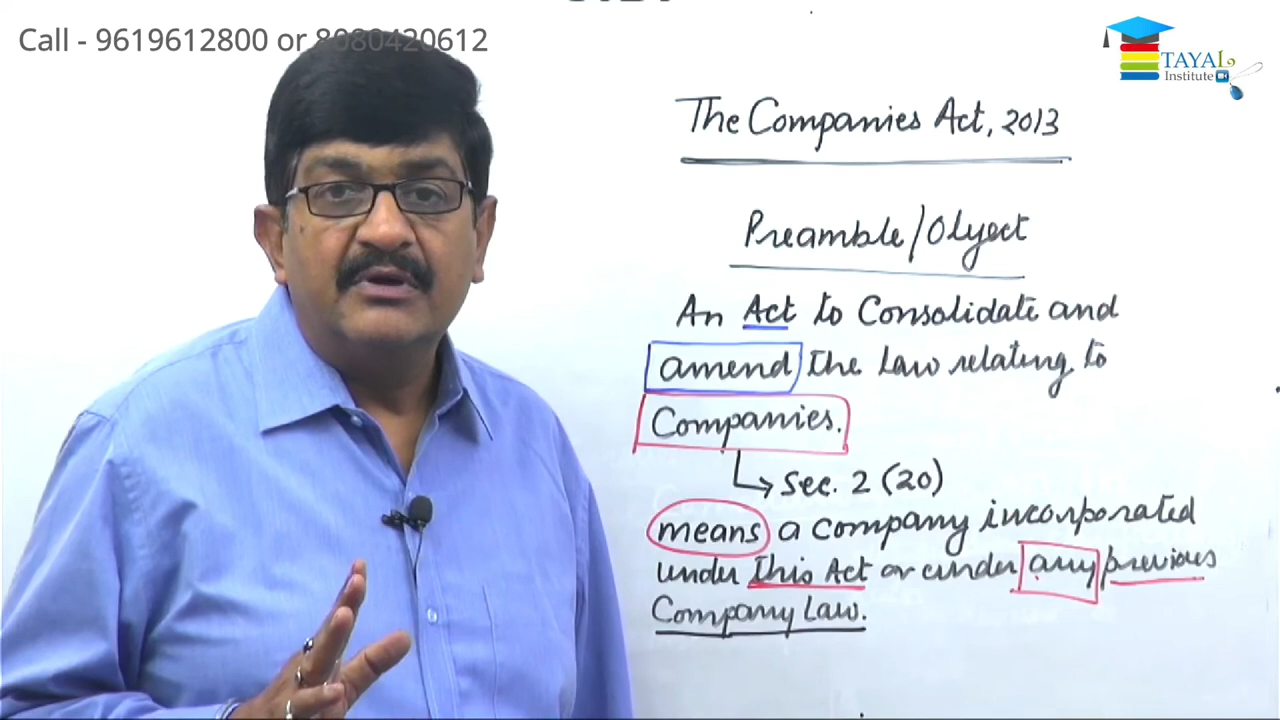 Call - 9619612800 or 8080420612
TAYAL
Institute
The Companies Act, 2013
Preamble/Object
An Act to Consolidate and
amend the Law relating to
Companies.
Sec. 2 (20)
means a company incorporated
under this Act or under any previous
Company Law.